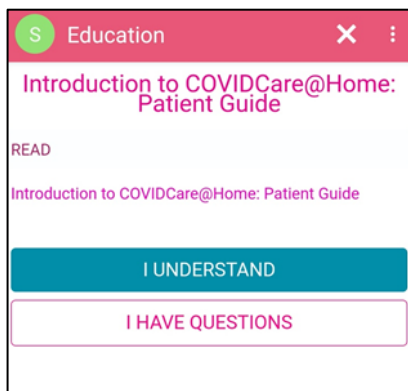 S Education
Introduction to COVIDCare@Home:
Patient Guide
READ
Introduction to COVIDCare@Home: Patient Guide
I UNDERSTAND
I HAVE QUESTIONS